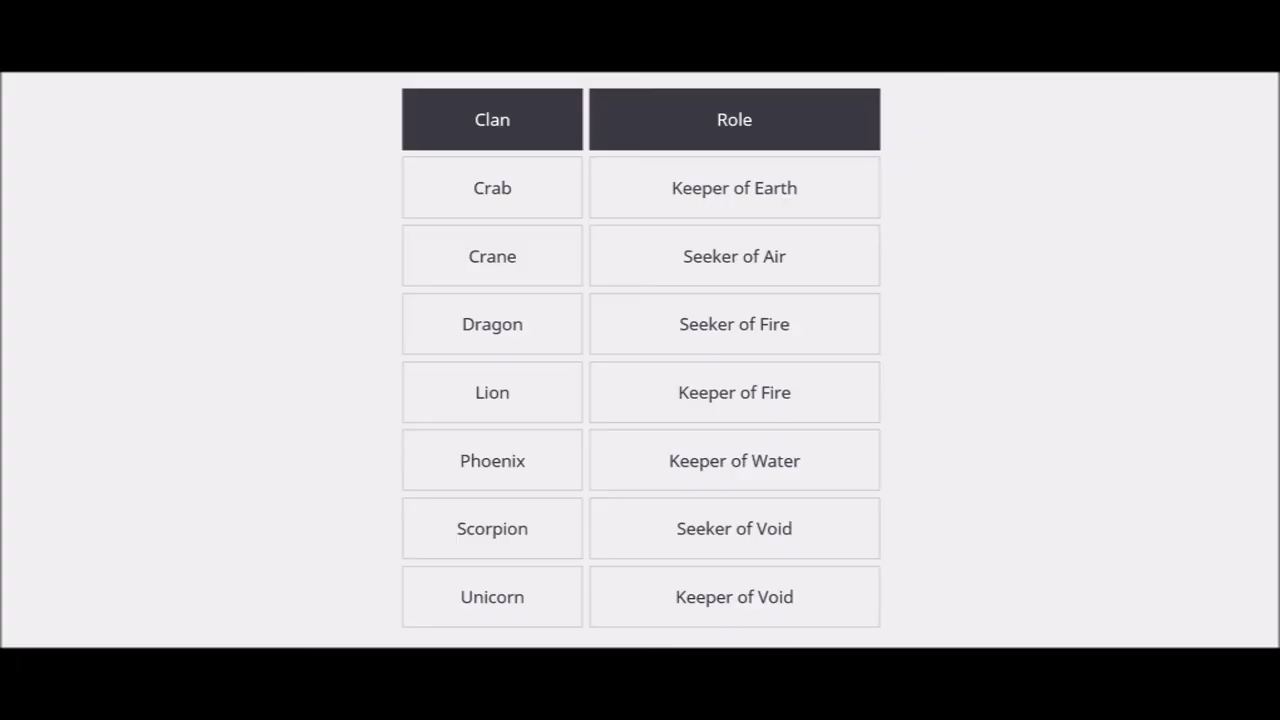 Clan Role
Crab Keeper of Earth
Crane Seeker of Air
Dragon Seeker of Fire
Lion Keeper of Fire
Phoenix Keeper of Water
Scorpion Seeker of Void
Unicorn Keeper of Void